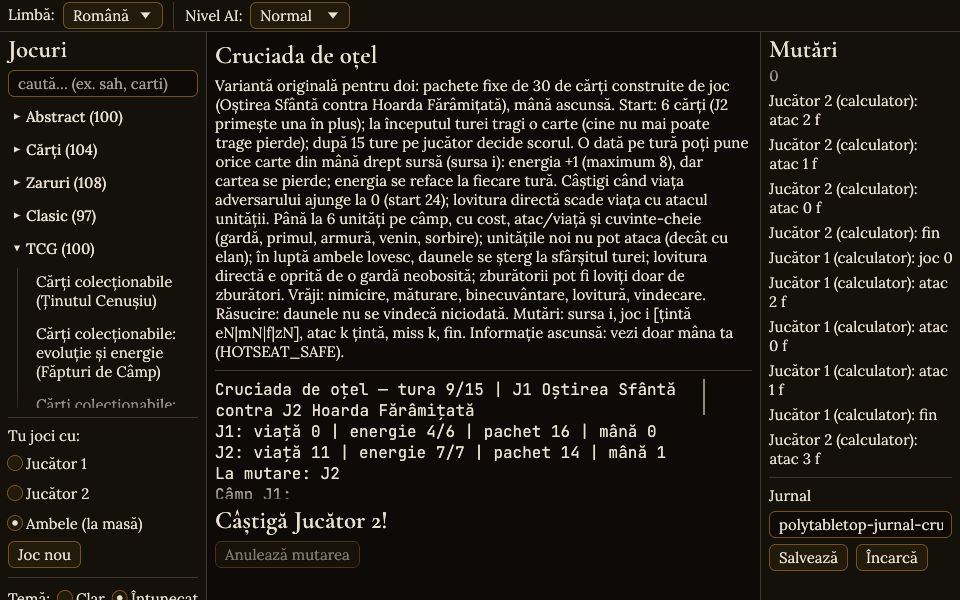 Limbă: Română ▼ Nivel AI: Normal ▼
Jocuri
caută... (ex. sah, carti)
▸ Abstract (100)
▸ Cărți (104)
▸ Zaruri (108)
▸ Clasic (97)
▾ TCG (100)
Cărți colecționabile
(Ținutul Cenușiu)
Cărți colecționabile:
evoluție și energie
(Făpturi de Câmp)
Cărți colecționabile:
Tu joci cu:
Jucător 1
Jucător 2
Ambele (la masă)
Joc nou
Temă: Clar Întunecat
Cruciada de oțel
Variantă originală pentru doi: pachete fixe de 30 de cărți construite de joc
(Oștirea Sfântă contra Hoarda Fărâmițată), mână ascunsă. Start: 6 cărți (J2
primește una în plus); la începutul turei tragi o carte (cine nu mai poate
trage pierde); după 15 ture pe jucător decide scorul. O dată pe tură poți pune
orice carte din mână drept sursă (sursa i): energia +1 (maximum 8), dar
cartea se pierde; energia se reface la fiecare tură. Câștigi când viața
adversarului ajunge la 0 (start 24); lovitura directă scade viața cu atacul
unității. Până la 6 unități pe câmp, cu cost, atac/viață și cuvinte-cheie
(gardă, primul, armură, venin, sorbire); unitățile noi nu pot ataca (decât cu
elan); în luptă ambele lovesc, daunele se șterg la sfârșitul turei; lovitura
directă e oprită de o gardă neobosită; zburătorii pot fi loviți doar de
zburători. Vrăji: nimicire, măturare, binecuvântare, lovitură, vindecare.
Răsucire: daunele nu se vindecă niciodată. Mutări: sursa i, joc i [țintă
eN|mN|f|zN], atac k țintă, miss k, fin. Informație ascunsă: vezi doar mâna ta
(HOTSEAT_SAFE).
Cruciada de oțel — tura 9/15 | J1 Oștirea Sfântă
contra J2 Hoarda Fărâmițată
J1: viață 0 | energie 4/6 | pachet 16 | mână 0
J2: viață 11 | energie 7/7 | pachet 14 | mână 1
La mutare: J2
Câmp J1:
Câștigă Jucător 2!
Anulează mutarea
Mutări
0
Jucător 2 (calculator):
atac 2 f
Jucător 2 (calculator):
atac 1 f
Jucător 2 (calculator):
atac 0 f
Jucător 2 (calculator): fin
Jucător 1 (calculator): joc 0
Jucător 1 (calculator): atac
2 f
Jucător 1 (calculator): atac
0 f
Jucător 1 (calculator): atac
1 f
Jucător 1 (calculator): fin
Jucător 2 (calculator):
atac 3 f
Jurnal
polytabletop-jurnal-cru
Salvează Încarcă